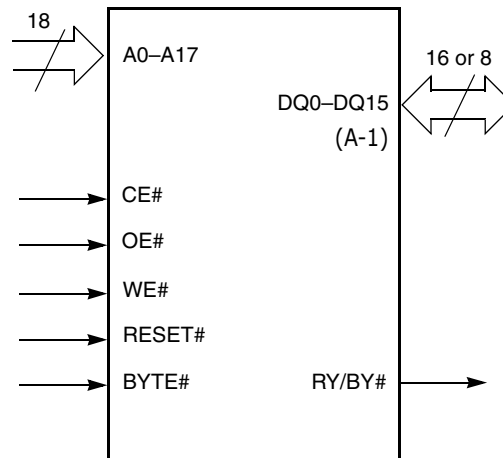 18
A0–A17
16 or 8
DQ0–DQ15
(A-1)
CE#
OE#
WE#
RESET#
BYTE#
RY/BY#